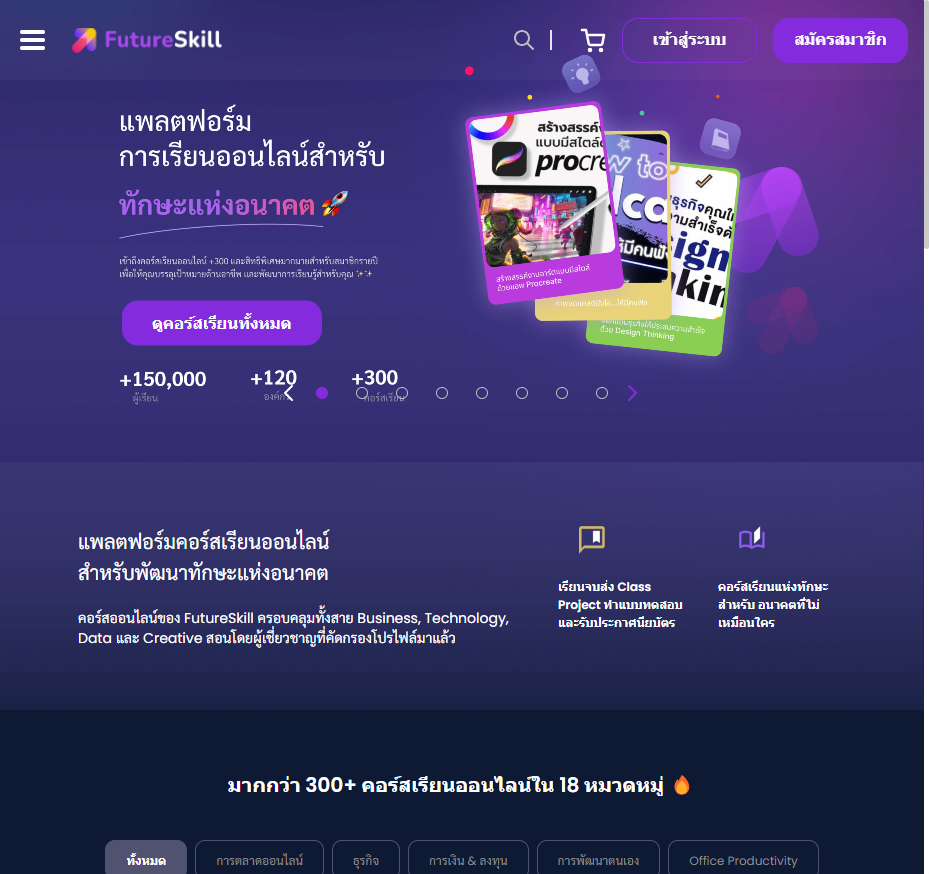 FutureSkill
เข้าสู่ระบบ
สมัครสมาชิก
แพลตฟอร์ม
การเรียนออนไลน์สำหรับ
ทักษะแห่งอนาคต
เข้าถึงคอร์สเรียนออนไลน์ +300 และสิทธิพิเศษมากมายสำหรับสมาชิกรายปี
เพื่อให้คุณบรรลุเป้าหมายด้านอาชีพ และพัฒนาการเรียนรู้สำหรับคุณ
ดูคอร์สเรียนทั้งหมด
+150,000
ผู้เรียน
+120
+300
คอร์สเรียน
สร้างสรรค์
แบบมีสไตล์
procre
สร้างสรรค์งานอาร์ตแบบมีสไตล์
ด้วยแอพ Procreate
ด้วย Design Thinking
แพลตฟอร์มคอร์สเรียนออนไลน์
สำหรับพัฒนาทักษะแห่งอนาคต
คอร์สออนไลน์ของ FutureSkill ครอบคลุมทั้งสาย Business, Technology,
Data และ Creative สอนโดยผู้เชี่ยวชาญที่คัดกรองโปรไฟล์มาแล้ว
เรียนจบส่ง Class
Project ทำแบบทดสอบ
และรับประกาศนียบัตร
คอร์สเรียนแห่งทักษะ
สำหรับ อนาคตที่ไม่
เหมือนใคร
มากกว่า 300+ คอร์สเรียนออนไลน์ใน 18 หมวดหมู่
ทั้งหมด
การตลาดออนไลน์
ธุรกิจ
การเงิน & ลงทุน
การพัฒนาตนเอง
Office Productivity